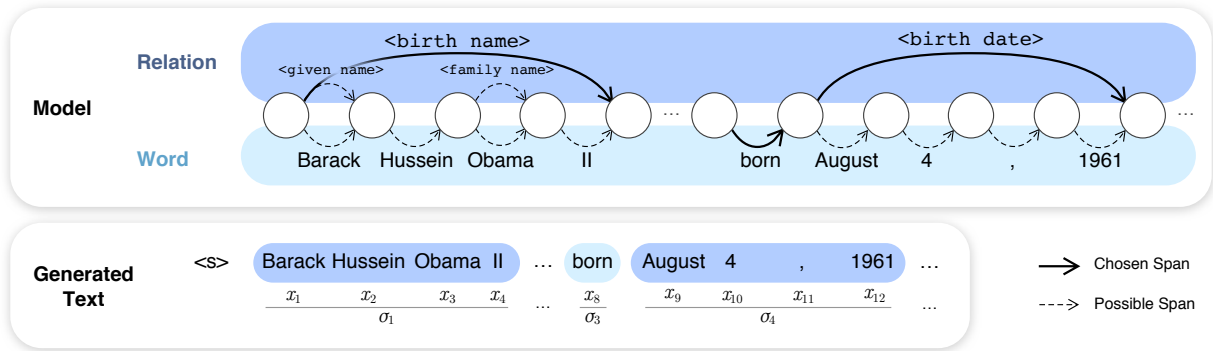 <birth name>
<birth date>
Relation
<given name> <family name>
Model
... ...
Word
Barack Hussein Obama II born August 4 , 1961
Generated Text
<s> Barack Hussein Obama II ... born August 4 , 1961 ...
x₁ x₂ x₃ x₄ ... x₈ x₉ x₁₀ x₁₁ x₁₂ ...
σ₁ σ₃ σ₄
Chosen Span
Possible Span